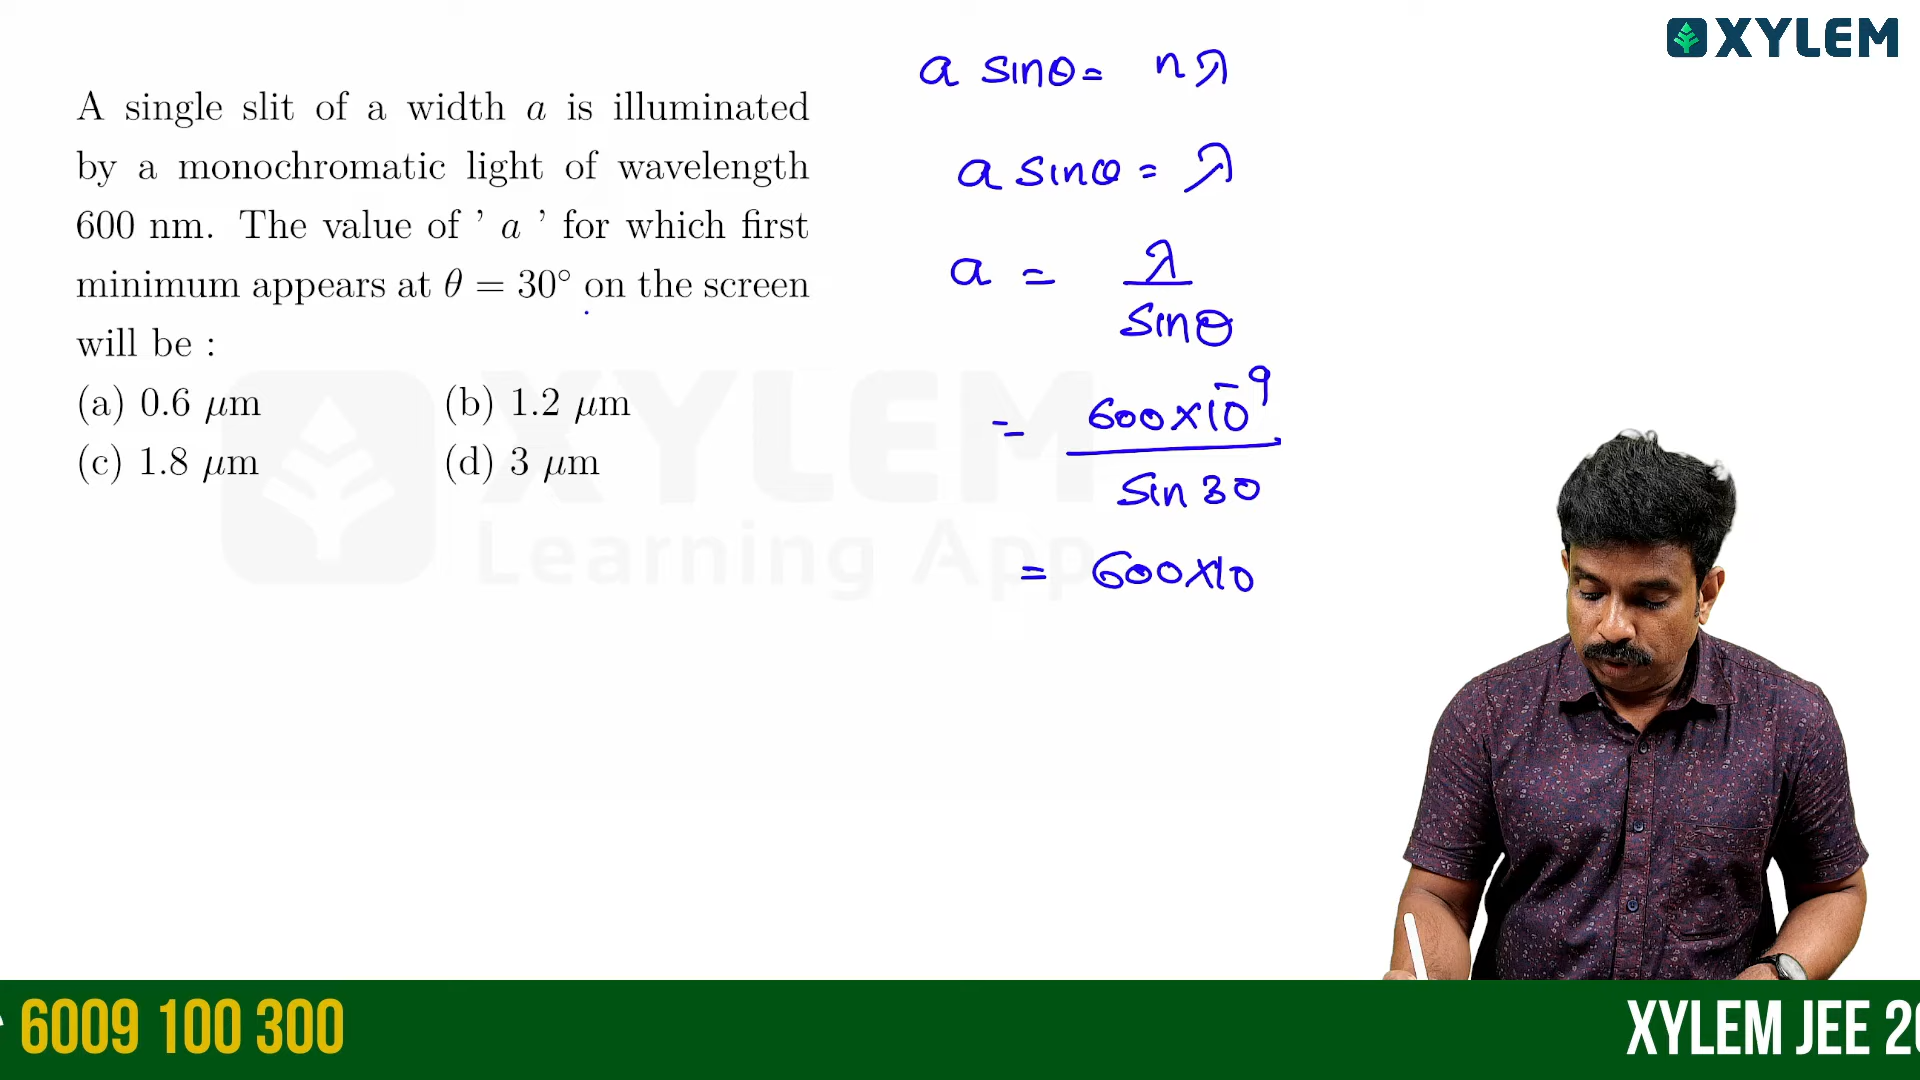 XYLEM
A single slit of a width a is illuminated
by a monochromatic light of wavelength
600 nm. The value of ’ a ’ for which first
minimum appears at θ = 30° on the screen
will be :
(a) 0.6 μm (b) 1.2 μm
(c) 1.8 μm (d) 3 μm
a sinθ = nλ
a sinθ = λ
a = λ
sinθ
= 600×10⁻⁹
sin 30
= 600×10
XYLEM
Learning App
6009 100 300
XYLEM JEE 20